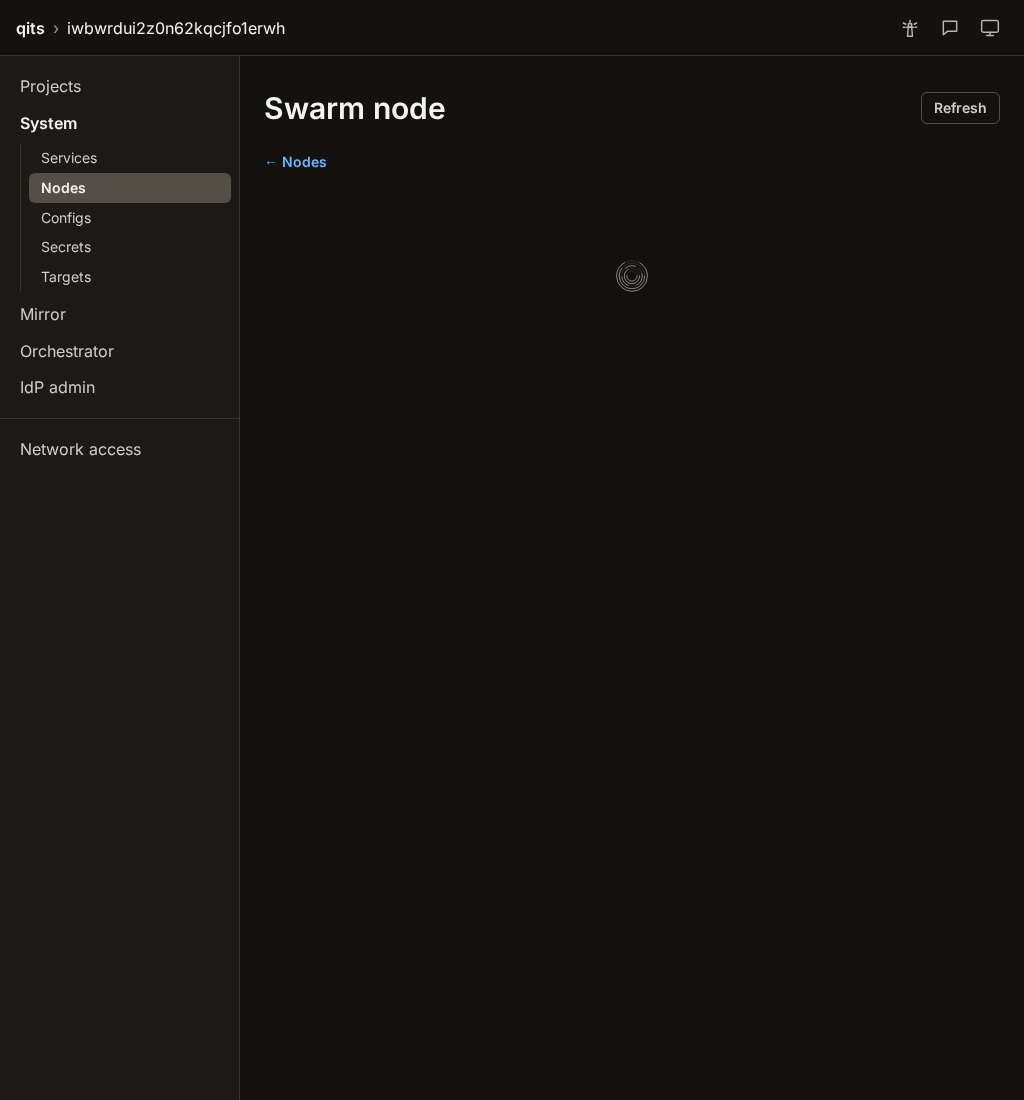 qits › iwbwrdui2z0n62kqcjfo1erwh
Projects
System
Services
Nodes
Configs
Secrets
Targets
Mirror
Orchestrator
IdP admin
Network access
Swarm node
Refresh
← Nodes